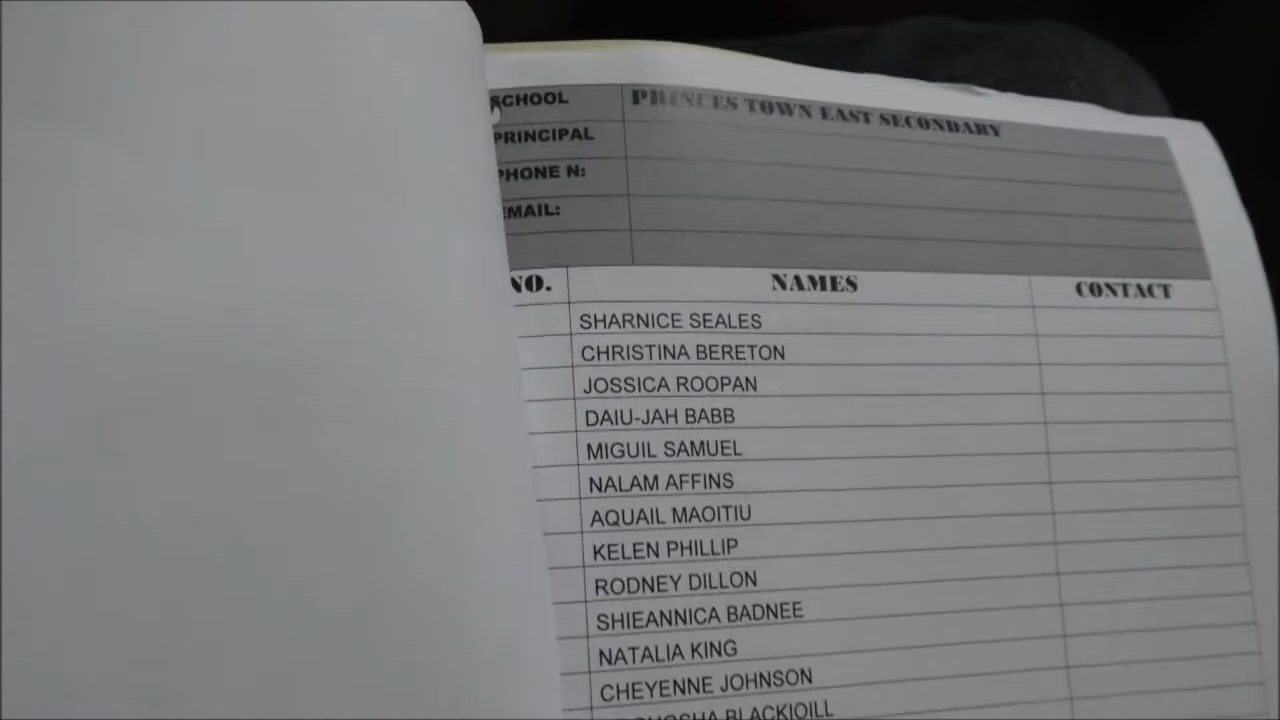 SCHOOL PRINCES TOWN EAST SECONDARY
PRINCIPAL
PHONE N:
EMAIL:
NO. NAMES CONTACT
SHARNICE SEALES
CHRISTINA BERETON
JOSSICA ROOPAN
DAIU-JAH BABB
MIGUIL SAMUEL
NALAM AFFINS
AQUAIL MAOITIU
KELEN PHILLIP
RODNEY DILLON
SHIEANNICA BADNEE
NATALIA KING
CHEYENNE JOHNSON
BLACKIOILL